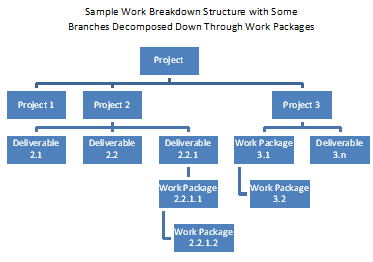 Sample Work Breakdown Structure with Some
Branches Decomposed Down Through Work Packages
Project
Project 1
Project 2
Project 3
Deliverable
2.1
Deliverable
2.2
Deliverable
2.2.1
Work Package
3.1
Deliverable
3.n
Work Package
2.2.1.1
Work Package
3.2
Work Package
2.2.1.2